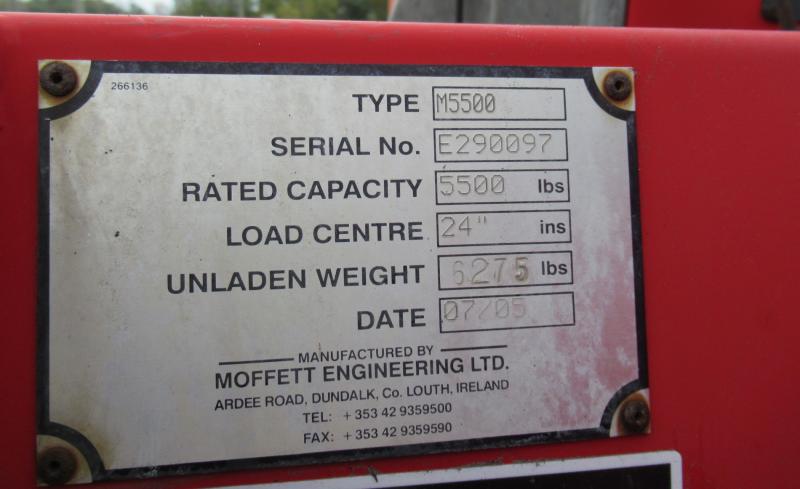 266136
TYPE M5500
SERIAL No. E290097
RATED CAPACITY 5500 lbs
LOAD CENTRE 24" ins
UNLADEN WEIGHT 6275 lbs
DATE 07/05
MANUFACTURED BY
MOFFETT ENGINEERING LTD.
ARDEE ROAD, DUNDALK, Co. LOUTH, IRELAND
TEL: + 353 42 9359500
FAX: + 353 42 9359590